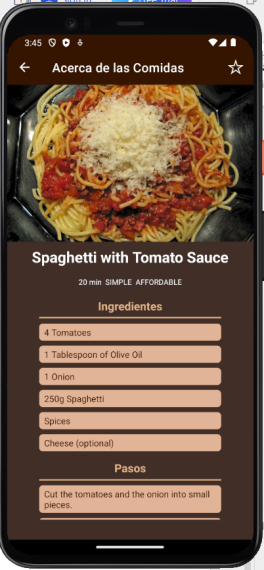 3:45
Acerca de las Comidas
Spaghetti with Tomato Sauce
20 min SIMPLE AFFORDABLE
Ingredientes
4 Tomatoes
1 Tablespoon of Olive Oil
1 Onion
250g Spaghetti
Spices
Cheese (optional)
Pasos
Cut the tomatoes and the onion into small
pieces.